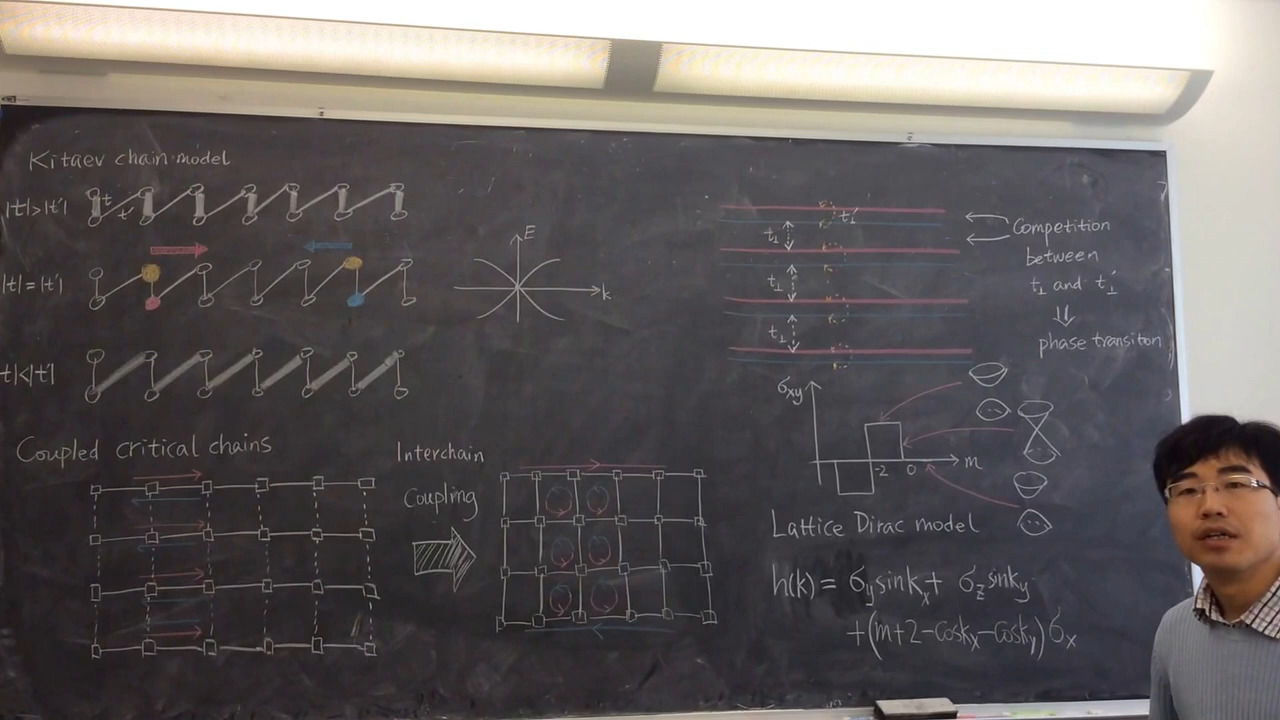 Kitaev chain model
|t|>|t'|
t
t'
|t|=|t'|
E
k
|t|<|t'|
Coupled critical chains
Interchain
Coupling
t⊥
t'⊥
t⊥
t⊥
Competition
between
t⊥ and t'⊥
⇓
phase transiton
σxy
-2
0
m
Lattice Dirac model
h(k) = σy sinkx + σz sinky
+(m+2-coskx-cosky)σx